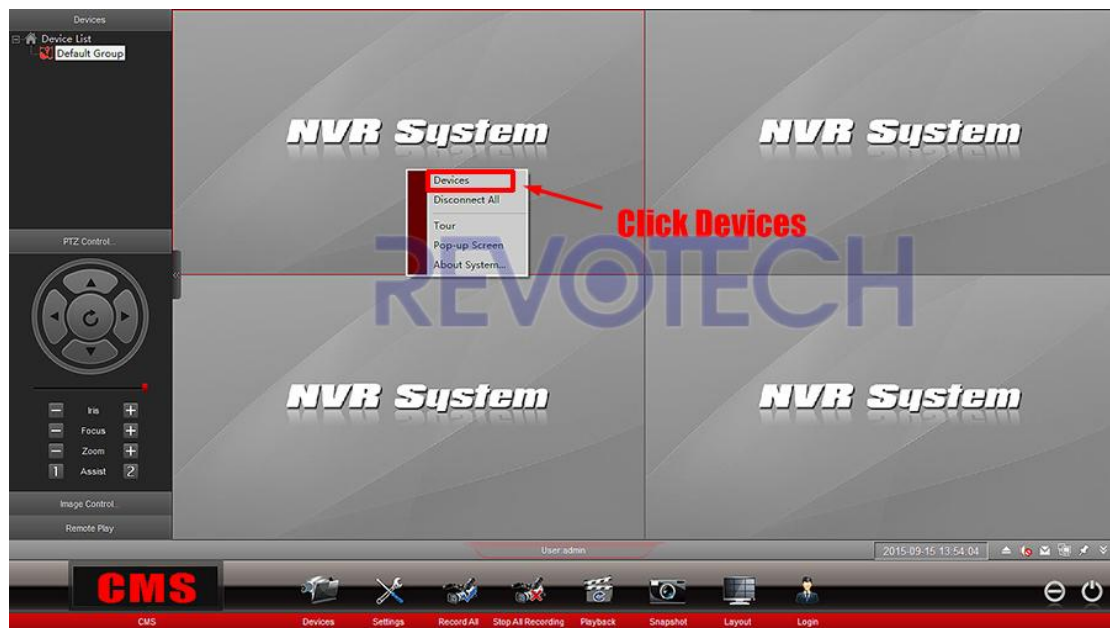 Devices
Device List
Default Group
NVR System
NVR System
Devices
Disconnect All
Tour
Pop-up Screen
About System...
Click Devices
REVOTECH
PTZ Control...
Iris
Focus
Zoom
1 Assist 2
NVR System
NVR System
Image Control...
Remote Play
User:admin
2015-09-15 13:54:04
CMS
CMS
Devices
Settings
Record All
Stop All Recording
Playback
Snapshot
Layout
Login